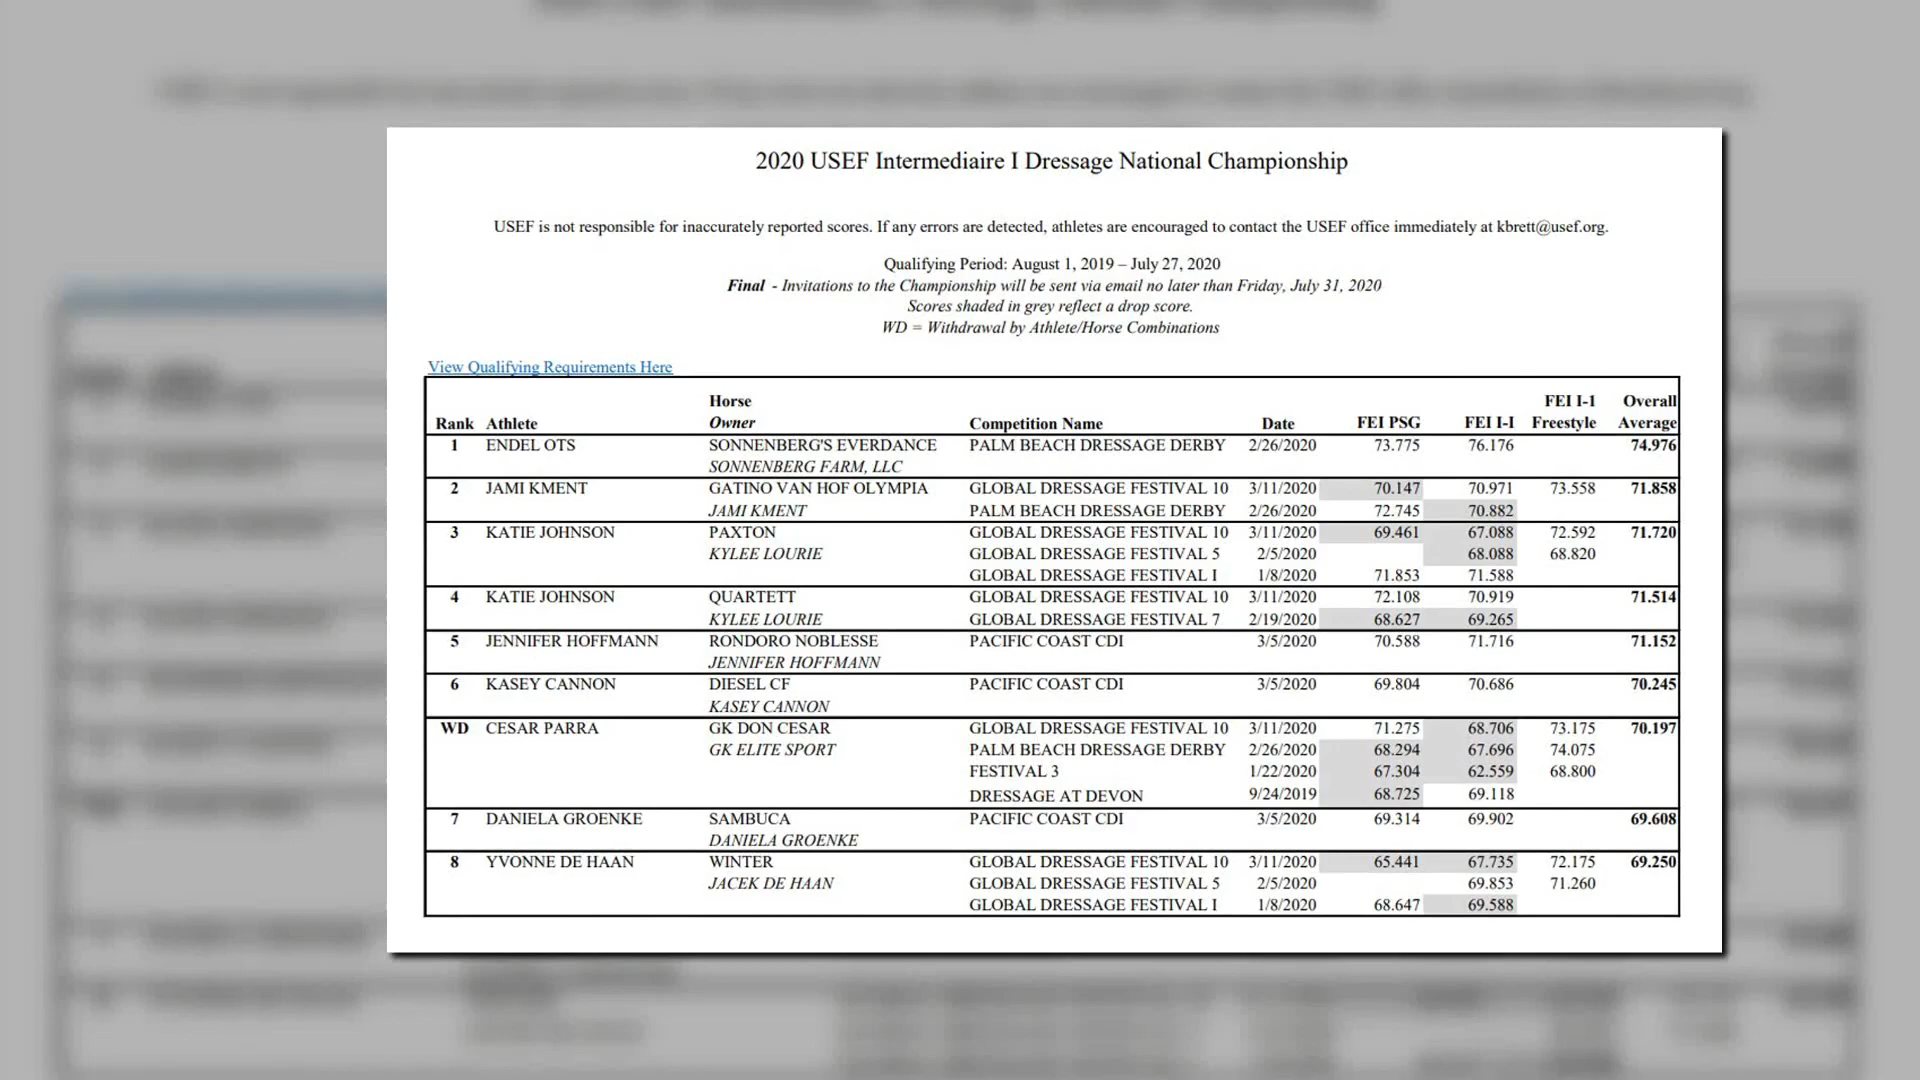 2020 USEF Intermediaire I Dressage National Championship
USEF is not responsible for inaccurately reported scores. If any errors are detected, athletes are encouraged to contact the USEF office immediately at kbrett@usef.org.
Qualifying Period: August 1, 2019 – July 27, 2020
Final - Invitations to the Championship will be sent via email no later than Friday, July 31, 2020
Scores shaded in grey reflect a drop score.
WD = Withdrawal by Athlete/Horse Combinations
View Qualifying Requirements Here
Horse FEI I-1 Overall
Rank Athlete Owner Competition Name Date FEI PSG FEI I-I Freestyle Average
1 ENDEL OTS SONNENBERG'S EVERDANCE PALM BEACH DRESSAGE DERBY 2/26/2020 73.775 76.176 74.976
SONNENBERG FARM, LLC
2 JAMI KMENT GATINO VAN HOF OLYMPIA GLOBAL DRESSAGE FESTIVAL 10 3/11/2020 70.147 70.971 73.558 71.858
JAMI KMENT PALM BEACH DRESSAGE DERBY 2/26/2020 72.745 70.882
3 KATIE JOHNSON PAXTON GLOBAL DRESSAGE FESTIVAL 10 3/11/2020 69.461 67.088 72.592 71.720
KYLEE LOURIE GLOBAL DRESSAGE FESTIVAL 5 2/5/2020 68.088 68.820
GLOBAL DRESSAGE FESTIVAL I 1/8/2020 71.853 71.588
4 KATIE JOHNSON QUARTETT GLOBAL DRESSAGE FESTIVAL 10 3/11/2020 72.108 70.919 71.514
KYLEE LOURIE GLOBAL DRESSAGE FESTIVAL 7 2/19/2020 68.627 69.265
5 JENNIFER HOFFMANN RONDORO NOBLESSE PACIFIC COAST CDI 3/5/2020 70.588 71.716 71.152
JENNIFER HOFFMANN
6 KASEY CANNON DIESEL CF PACIFIC COAST CDI 3/5/2020 69.804 70.686 70.245
KASEY CANNON
WD CESAR PARRA GK DON CESAR GLOBAL DRESSAGE FESTIVAL 10 3/11/2020 71.275 68.706 73.175 70.197
GK ELITE SPORT PALM BEACH DRESSAGE DERBY 2/26/2020 68.294 67.696 74.075
FESTIVAL 3 1/22/2020 67.304 62.559 68.800
DRESSAGE AT DEVON 9/24/2019 68.725 69.118
7 DANIELA GROENKE SAMBUCA PACIFIC COAST CDI 3/5/2020 69.314 69.902 69.608
DANIELA GROENKE
8 YVONNE DE HAAN WINTER GLOBAL DRESSAGE FESTIVAL 10 3/11/2020 65.441 67.735 72.175 69.250
JACEK DE HAAN GLOBAL DRESSAGE FESTIVAL 5 2/5/2020 69.853 71.260
GLOBAL DRESSAGE FESTIVAL I 1/8/2020 68.647 69.588